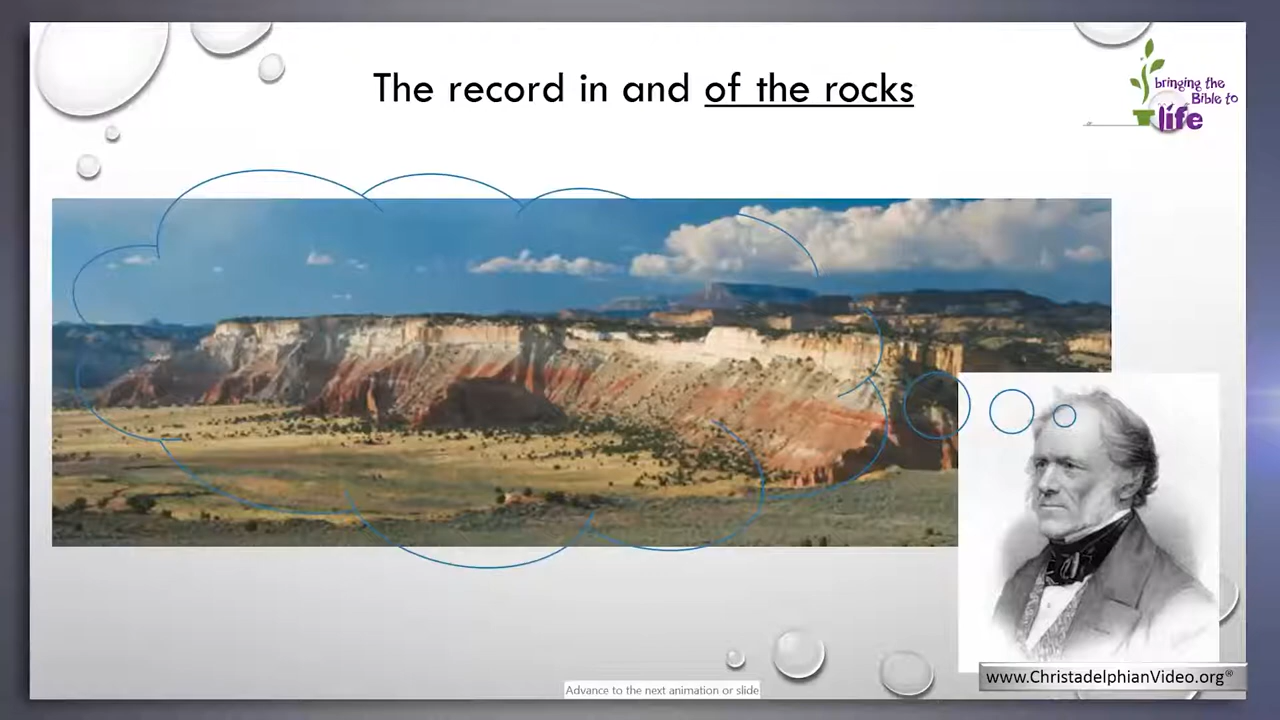 The record in and of the rocks
bringing the
Bible to
life
www.ChristadelphianVideo.org®
Advance to the next animation or slide